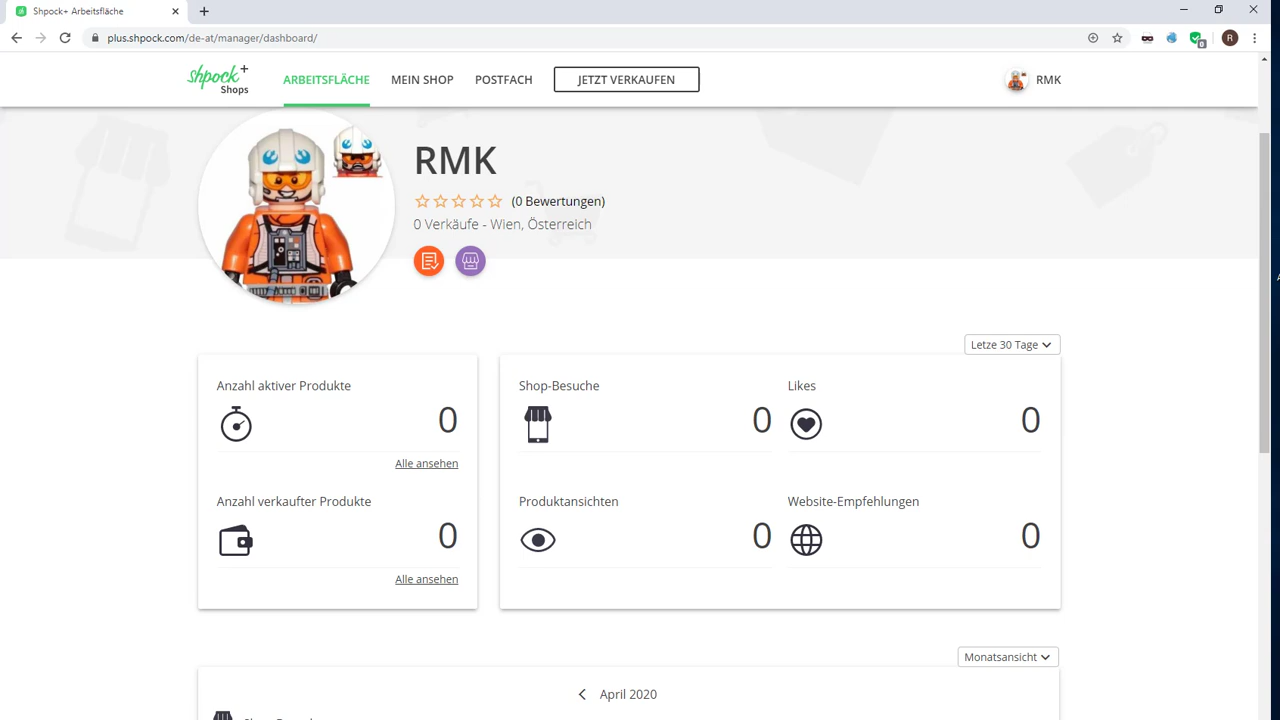 Shpock+ Arbeitsfläche
plus.shpock.com/de-at/manager/dashboard/
0
R
shpock+
Shops
ARBEITSFLÄCHE
MEIN SHOP
POSTFACH
JETZT VERKAUFEN
RMK
RMK
(0 Bewertungen)
0 Verkäufe - Wien, Österreich
Letze 30 Tage
Anzahl aktiver Produkte
0
Alle ansehen
Anzahl verkaufter Produkte
0
Alle ansehen
Shop-Besuche
0
Likes
0
Produktansichten
0
Website-Empfehlungen
0
Monatsansicht
April 2020